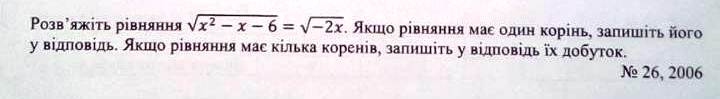 Розв’яжіть рівняння √(x² − x − 6) = √(−2x). Якщо рівняння має один корінь, запишіть його
у відповідь. Якщо рівняння має кілька коренів, запишіть у відповідь їх добуток.
№ 26, 2006